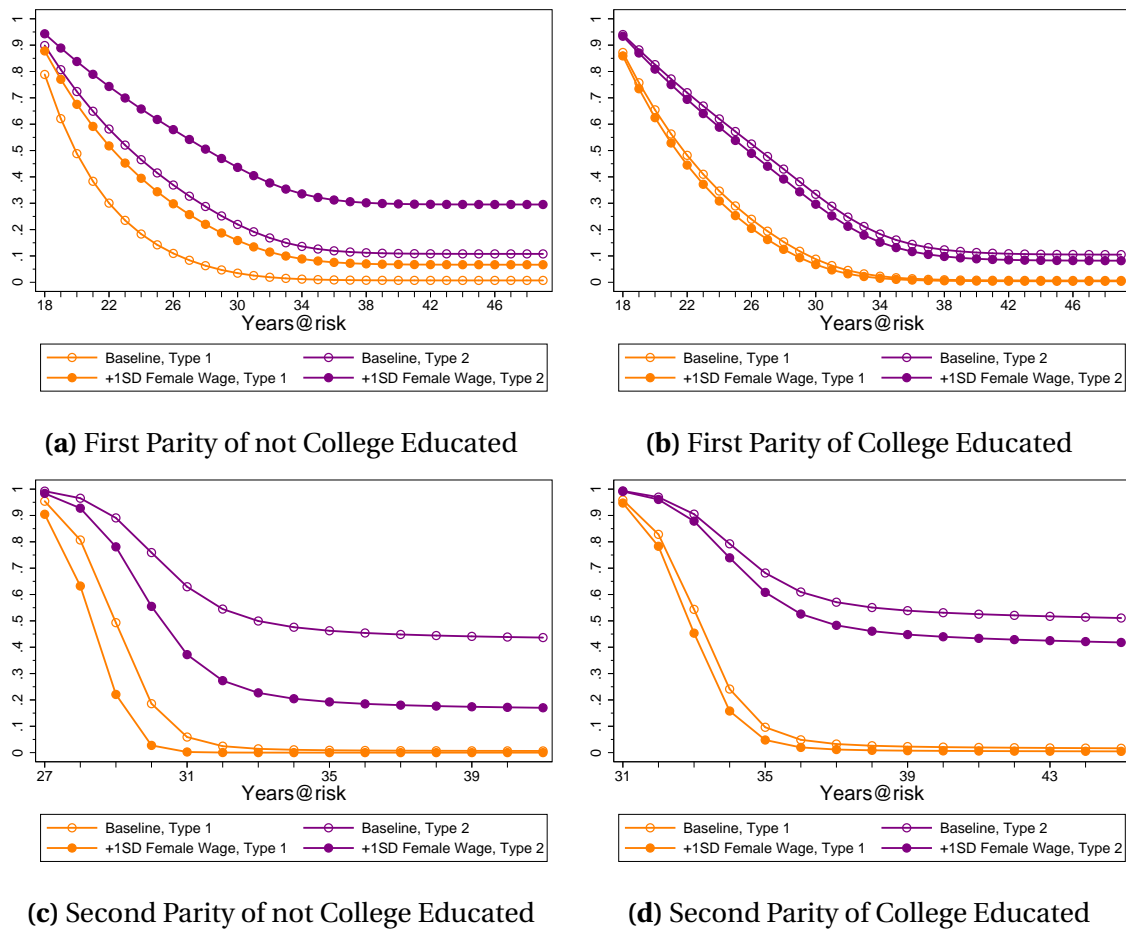 1
.9
.8
.7
.6
.5
.4
.3
.2
.1
0
18 22 26 30 34 38 42 46
Years@risk
Baseline, Type 1 Baseline, Type 2
+1SD Female Wage, Type 1 +1SD Female Wage, Type 2
(a) First Parity of not College Educated
1
.9
.8
.7
.6
.5
.4
.3
.2
.1
0
18 22 26 30 34 38 42 46
Years@risk
Baseline, Type 1 Baseline, Type 2
+1SD Female Wage, Type 1 +1SD Female Wage, Type 2
(b) First Parity of College Educated
1
.9
.8
.7
.6
.5
.4
.3
.2
.1
0
27 31 35 39
Years@risk
Baseline, Type 1 Baseline, Type 2
+1SD Female Wage, Type 1 +1SD Female Wage, Type 2
(c) Second Parity of not College Educated
1
.9
.8
.7
.6
.5
.4
.3
.2
.1
0
31 35 39 43
Years@risk
Baseline, Type 1 Baseline, Type 2
+1SD Female Wage, Type 1 +1SD Female Wage, Type 2
(d) Second Parity of College Educated